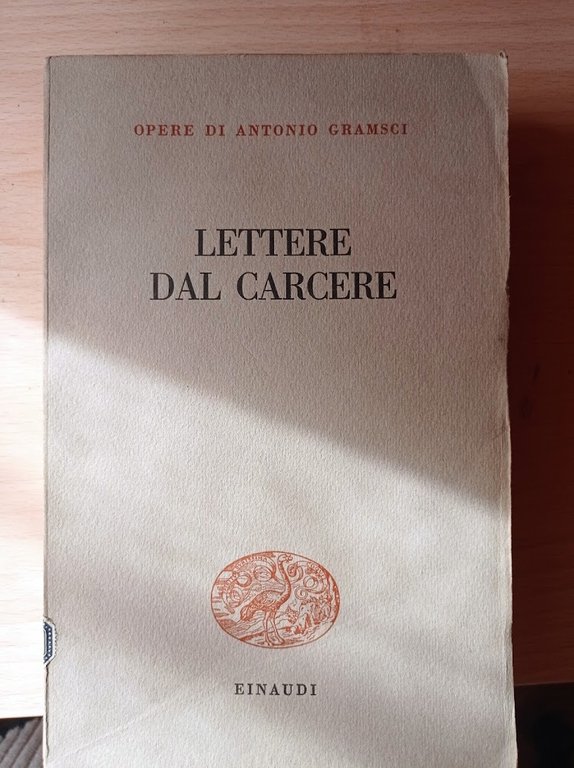 OPERE DI ANTONIO GRAMSCI
LETTERE
DAL CARCERE
EINAUDI